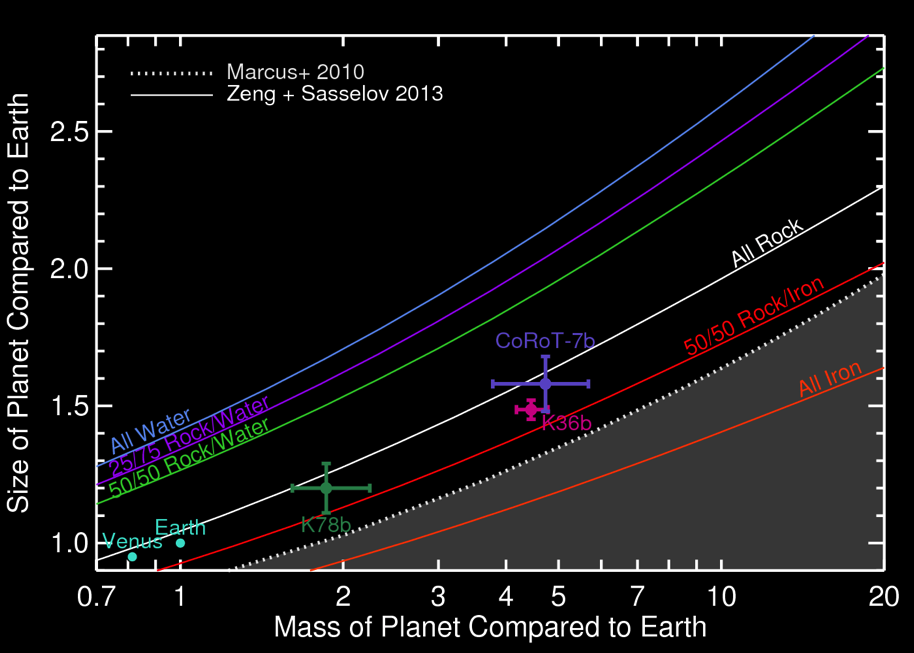 Marcus+ 2010
Zeng + Sasselov 2013
Size of Planet Compared to Earth
2.5
2.0
1.5
1.0
All Water
25/75 Rock/Water
50/50 Rock/Water
All Rock
50/50 Rock/Iron
All Iron
CoRoT-7b
K36b
K78b
Earth
Venus
0.7 1 2 3 4 5 7 10 20
Mass of Planet Compared to Earth